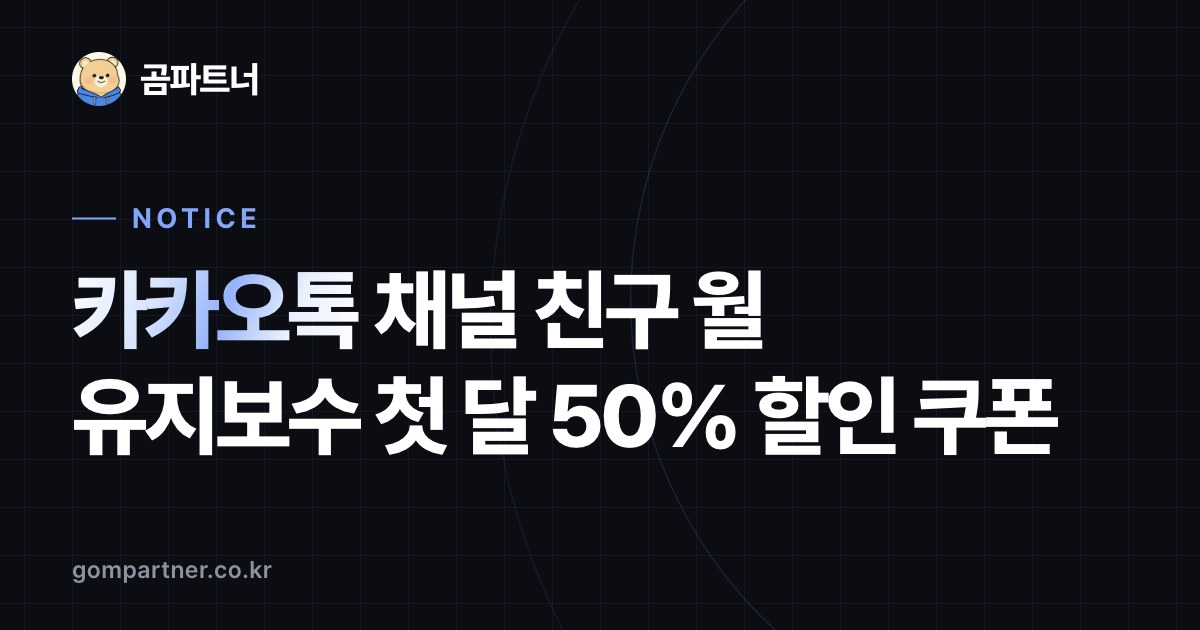 곰파트너
NOTICE
카카오톡 채널 친구 월
유지보수 첫 달 50% 할인 쿠폰
gompartner.co.kr